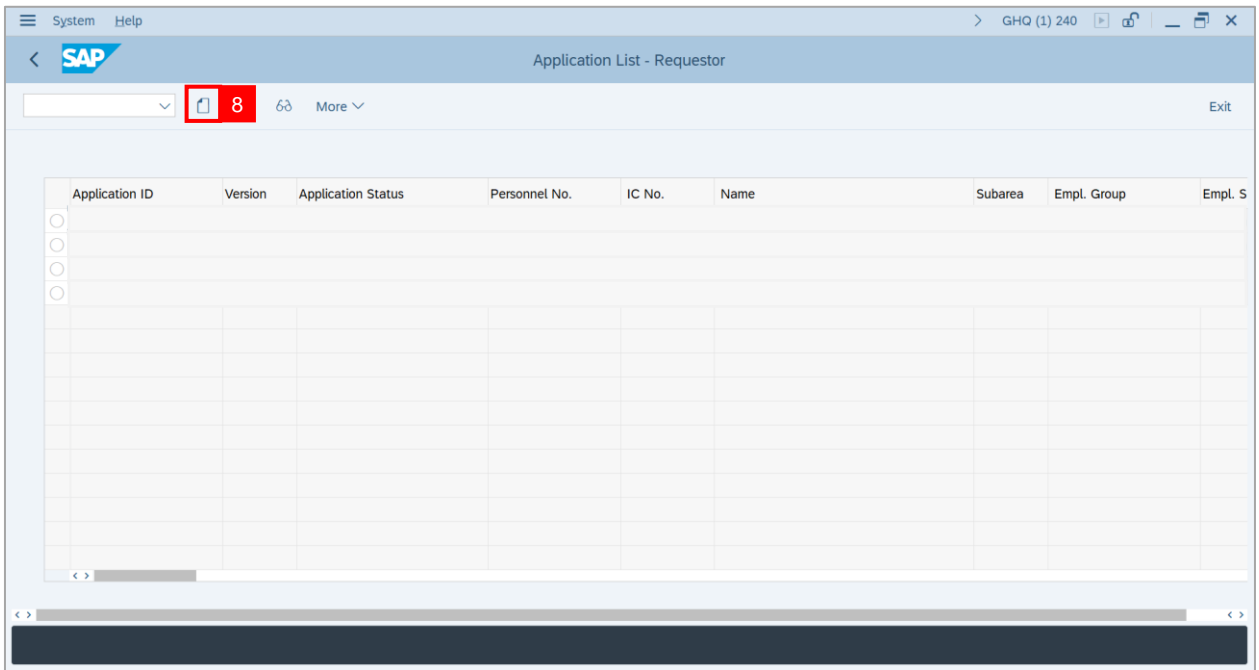 System Help GHQ (1) 240
SAP Application List - Requestor
8 More Exit
Application ID Version Application Status Personnel No. IC No. Name Subarea Empl. Group Empl. S